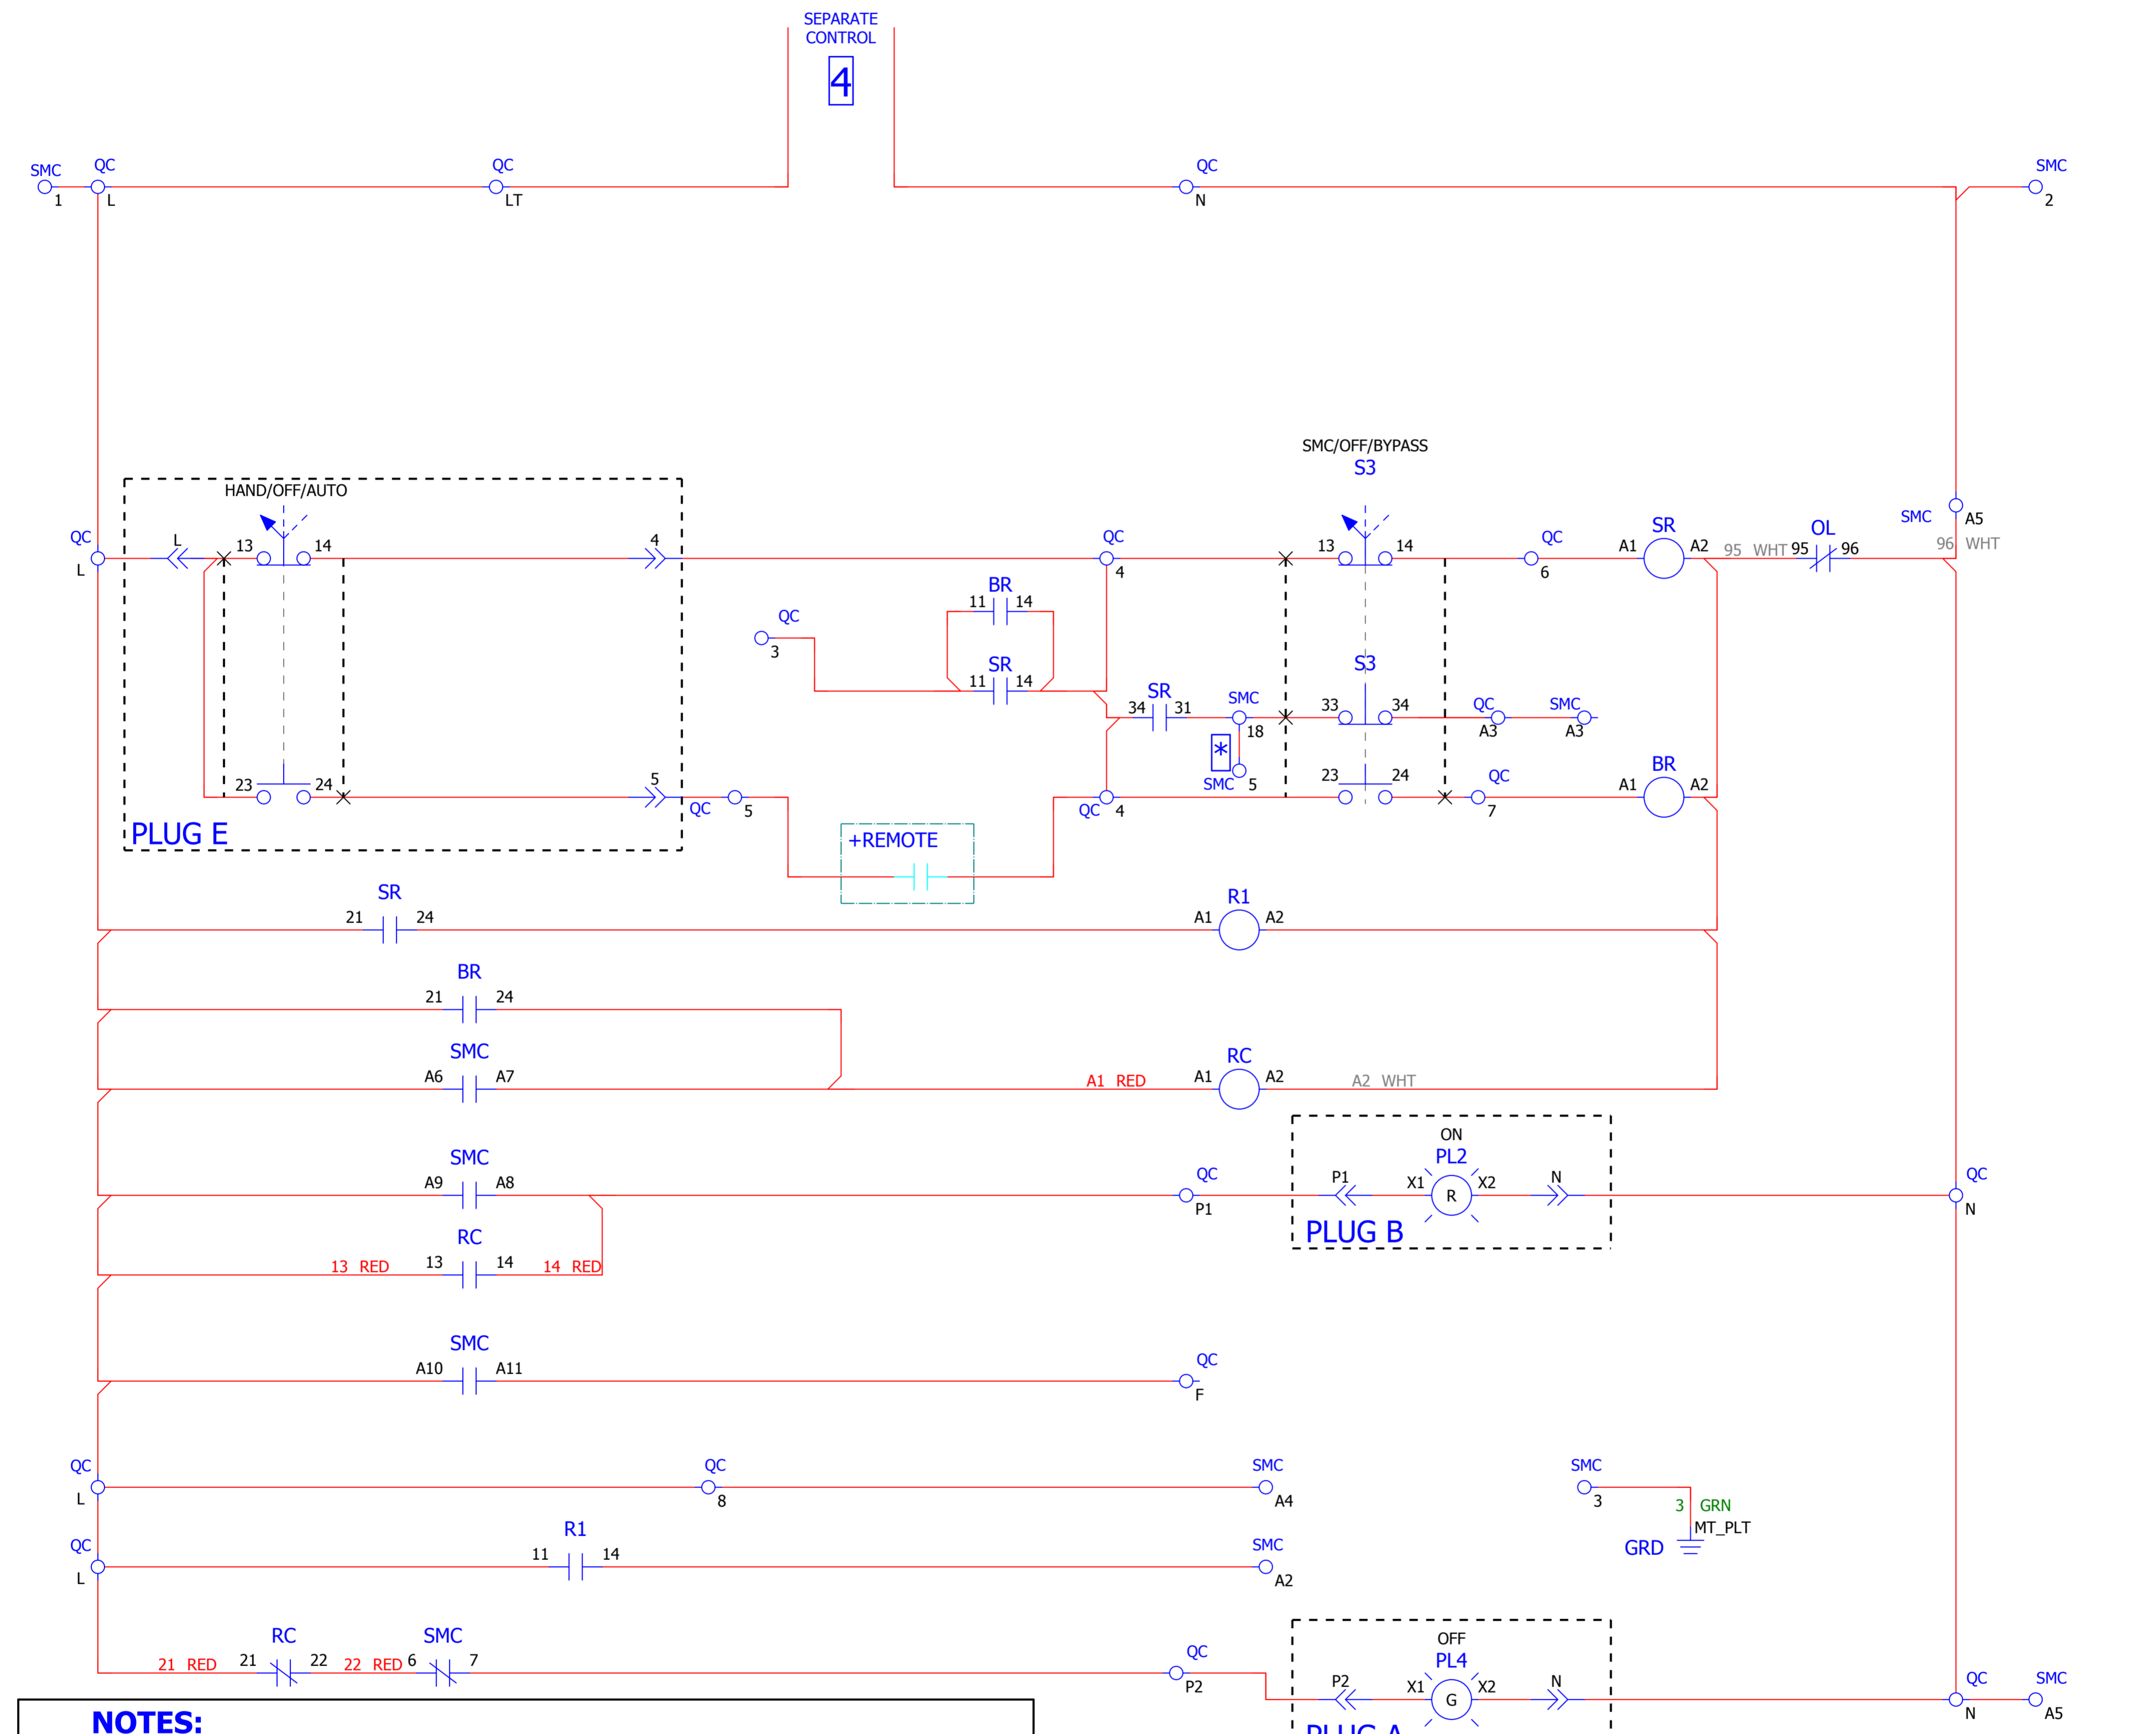 SEPARATE
CONTROL
4
SMC
QC
QC
QC
SMC
1
L
LT
N
2
SMC/OFF/BYPASS
S3
HAND/OFF/AUTO
QC
L
L
13
14
4
QC
4
13
14
QC
6
SR
A1
A2
95 WHT
95
OL
96
SMC
A5
96 WHT
BR
11
14
QC
3
SR
11
14
S3
SR
34
31
SMC
18
33
34
QC
A3
SMC
A3
*
SMC
5
23
24
5
QC
5
QC
4
23
24
QC
7
BR
A1
A2
PLUG E
+REMOTE
SR
21
24
R1
A1
A2
BR
21
24
SMC
A6
A7
A1 RED
RC
A1
A2
A2 WHT
SMC
A9
A8
QC
P1
ON
PL2
P1
X1
R
X2
N
PLUG B
QC
N
RC
13 RED
13
14
14 RED
SMC
A10
A11
QC
F
QC
L
QC
8
SMC
A4
SMC
3
3 GRN
MT_PLT
GRD
QC
L
R1
11
14
SMC
A2
RC
21 RED
21
22
22 RED
SMC
6
7
QC
P2
OFF
PL4
P2
X1
G
X2
N
PLUG A
QC
N
SMC
A5
NOTES: